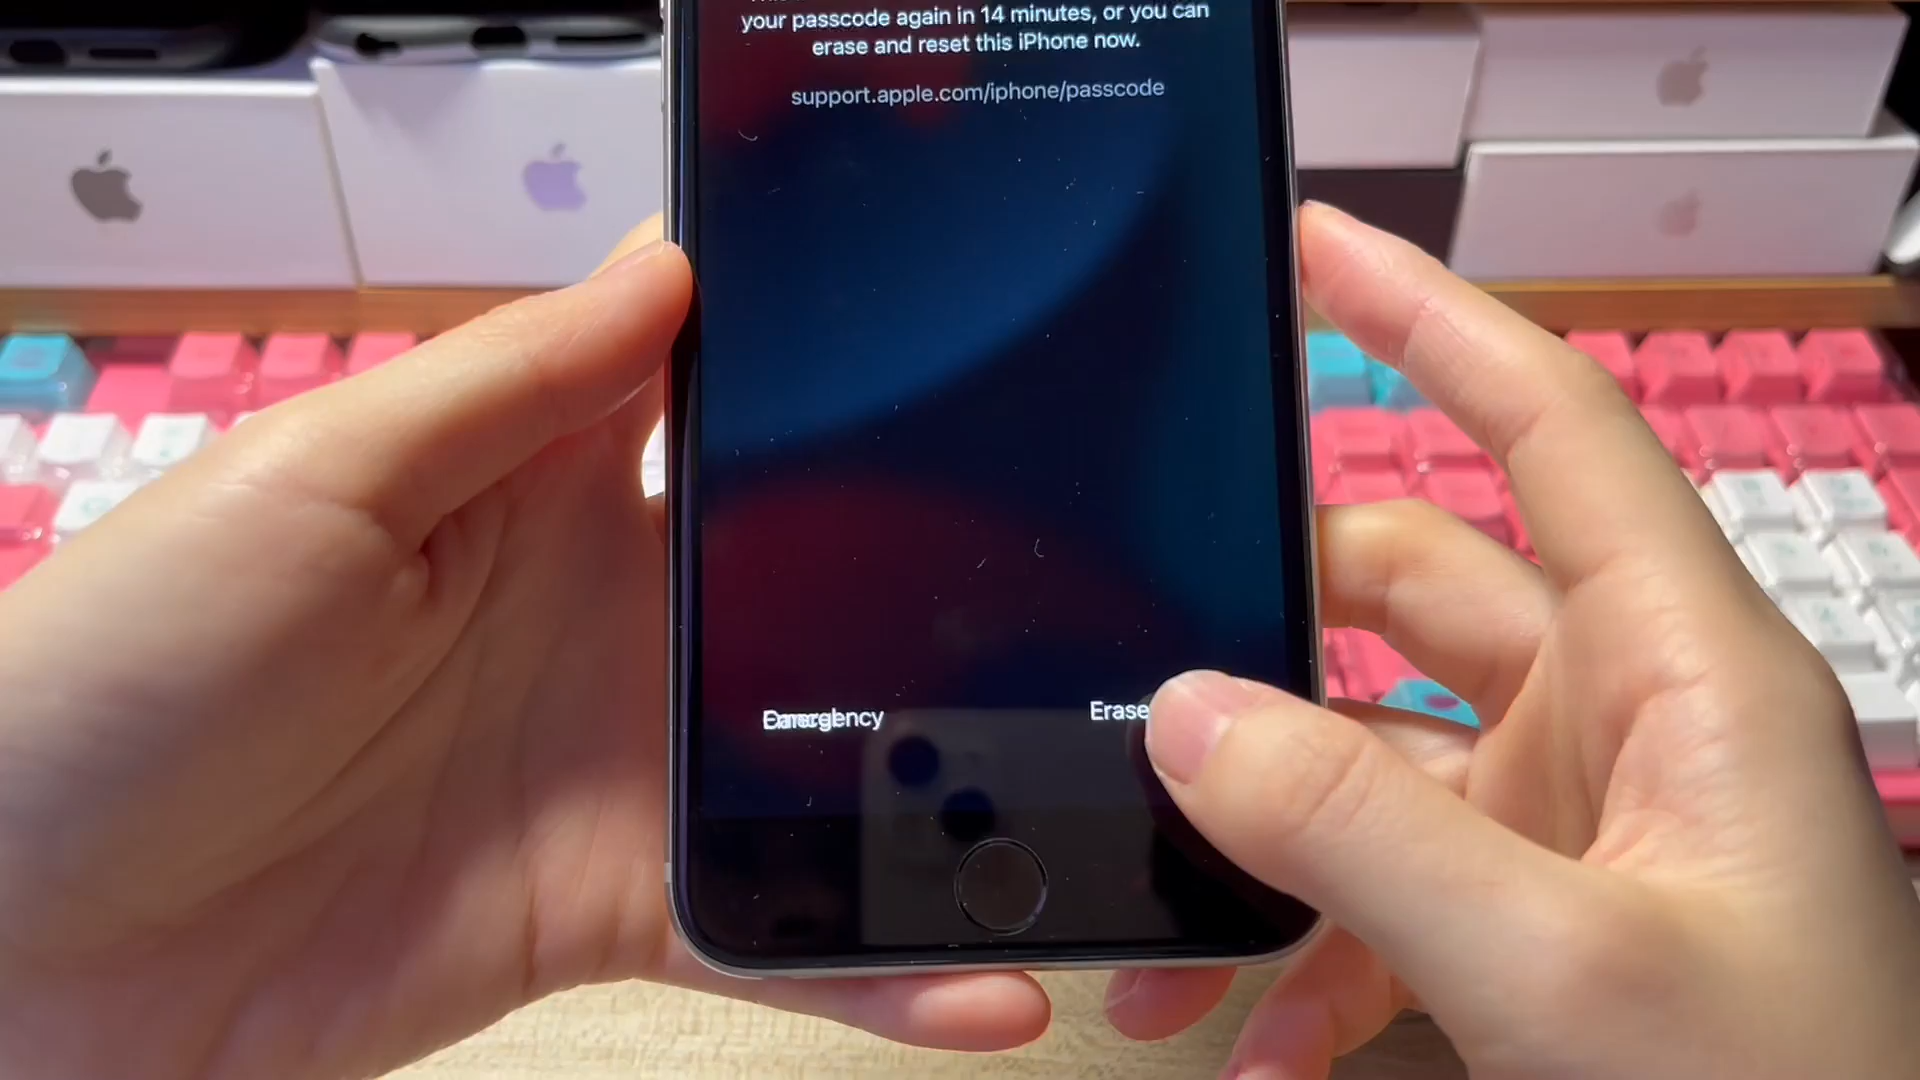 your passcode again in 14 minutes, or you can
erase and reset this iPhone now.
support.apple.com/iphone/passcode
Emergency
Erase